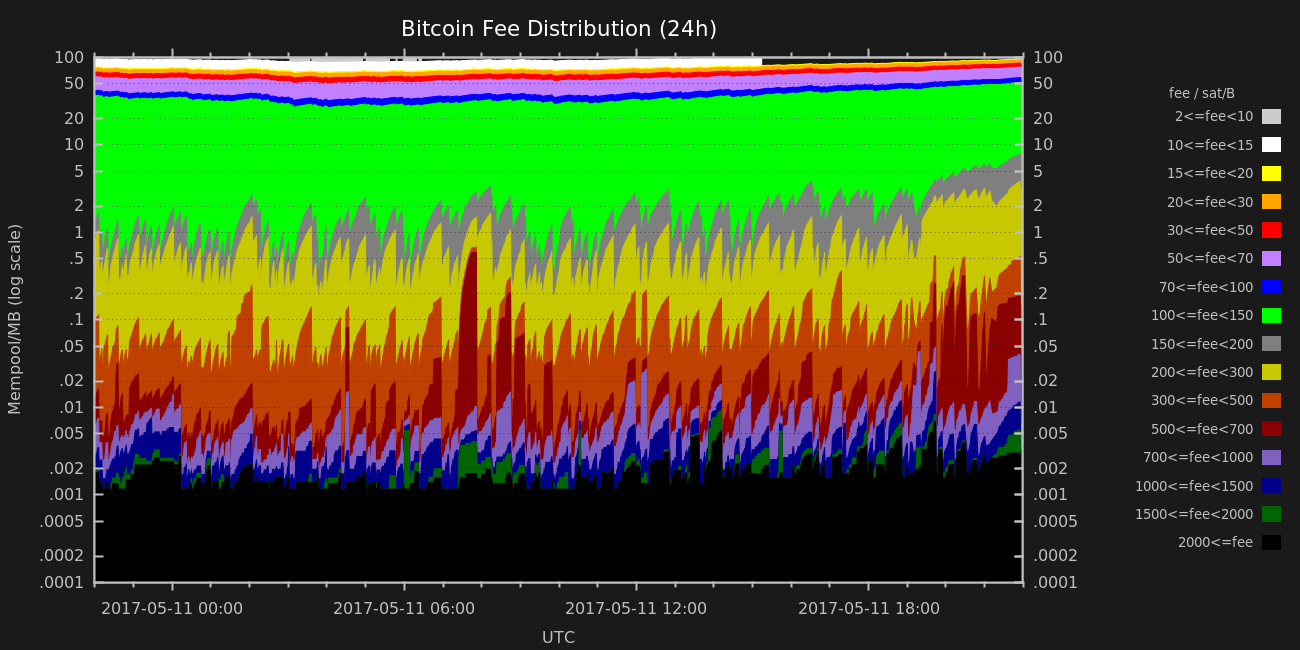 Bitcoin Fee Distribution (24h)
Mempool/MB (log scale)
100
50
20
10
5
2
1
.5
.2
.1
.05
.02
.01
.005
.002
.001
.0005
.0002
.0001
100
50
20
10
5
2
1
.5
.2
.1
.05
.02
.01
.005
.002
.001
.0005
.0002
.0001
2017-05-11 00:00
2017-05-11 06:00
2017-05-11 12:00
2017-05-11 18:00
UTC
fee / sat/B
2<=fee<10
10<=fee<15
15<=fee<20
20<=fee<30
30<=fee<50
50<=fee<70
70<=fee<100
100<=fee<150
150<=fee<200
200<=fee<300
300<=fee<500
500<=fee<700
700<=fee<1000
1000<=fee<1500
1500<=fee<2000
2000<=fee